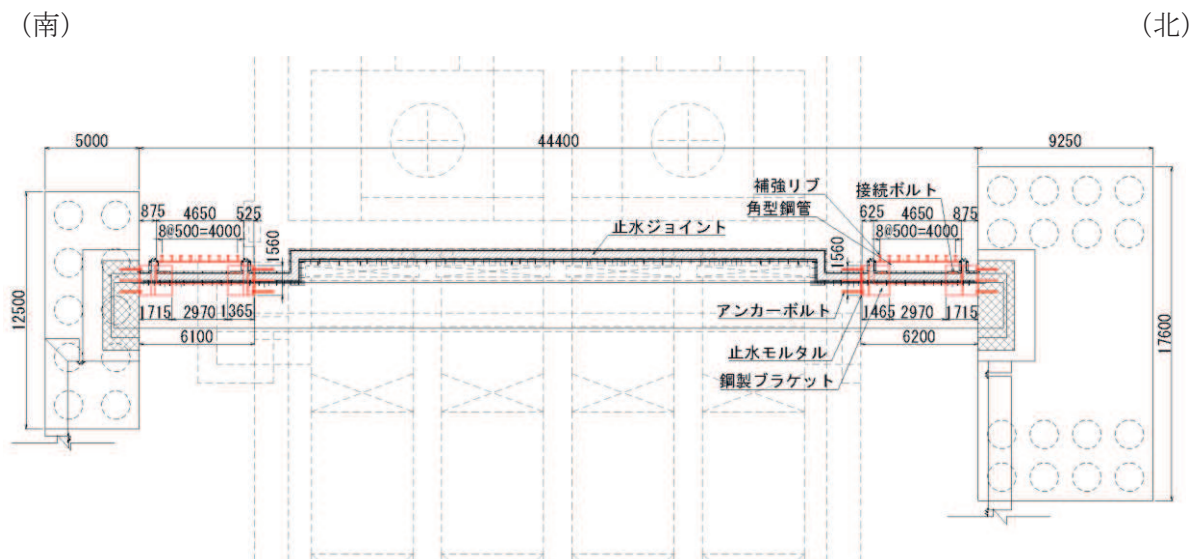 （南）
（北）
5000
44400
9250
補強リブ
接続ボルト
角型鋼管
止水ジョイント
875
4650
525
8@500=4000
1560
625
4650
875
8@500=4000
1560
12500
17600
アンカーボルト
1715
2970
1365
1465
2970
1715
6100
6200
止水モルタル
鋼製ブラケット